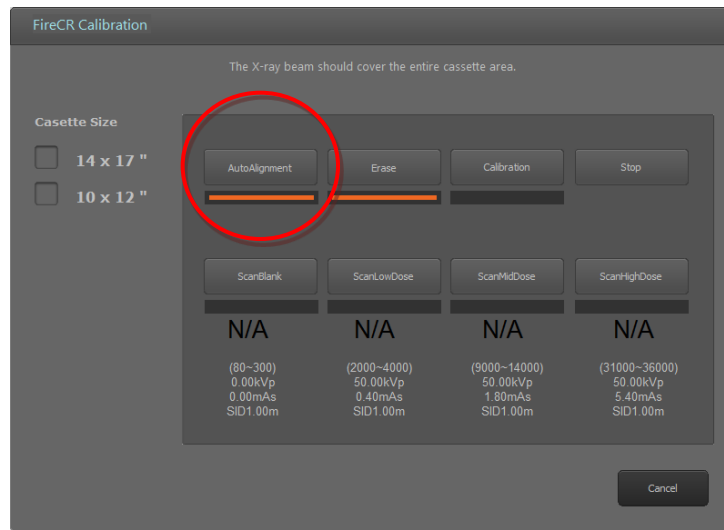 FireCR Calibration
The X-ray beam should cover the entire cassette area.
Casette Size
14 x 17 "
10 x 12 "
AutoAlignment Erase Calibration Stop
ScanBlank ScanLowDose ScanMidDose ScanHighDose
N/A N/A N/A N/A
(80~300) (2000~4000) (9000~14000) (31000~36000)
0.00kVp 50.00kVp 50.00kVp 50.00kVp
0.00mAs 0.40mAs 1.80mAs 5.40mAs
SID1.00m SID1.00m SID1.00m SID1.00m
Cancel